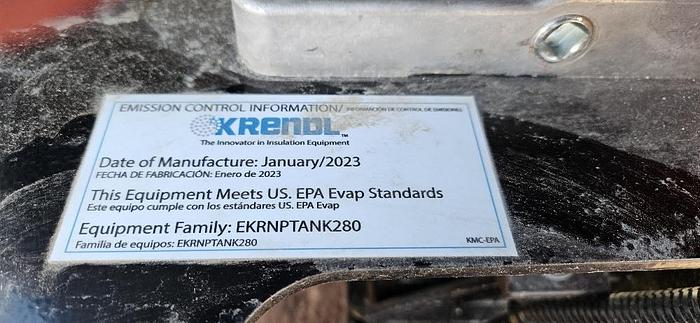 EMISSION CONTROL INFORMATION/ INFORMACIÓN DE CONTROL DE EMISIONES
KRENDL™
The Innovator in Insulation Equipment
Date of Manufacture: January/2023
FECHA DE FABRICACIÓN: Enero de 2023
This Equipment Meets US. EPA Evap Standards
Este equipo cumple con los estándares US. EPA Evap
Equipment Family: EKRNPTANK280
Familia de equipos: EKRNPTANK280
KMC-EPA